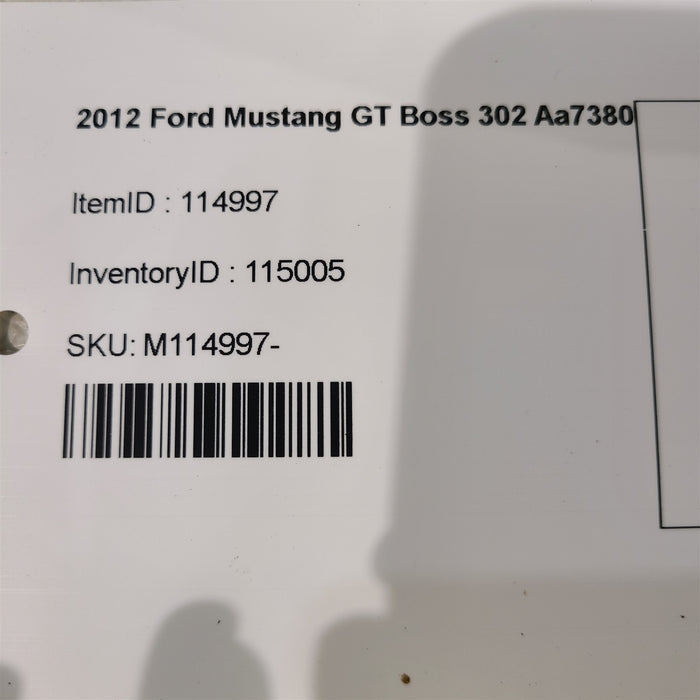 2012 Ford Mustang GT Boss 302 Aa7380
ItemID : 114997
InventoryID : 115005
SKU: M114997-